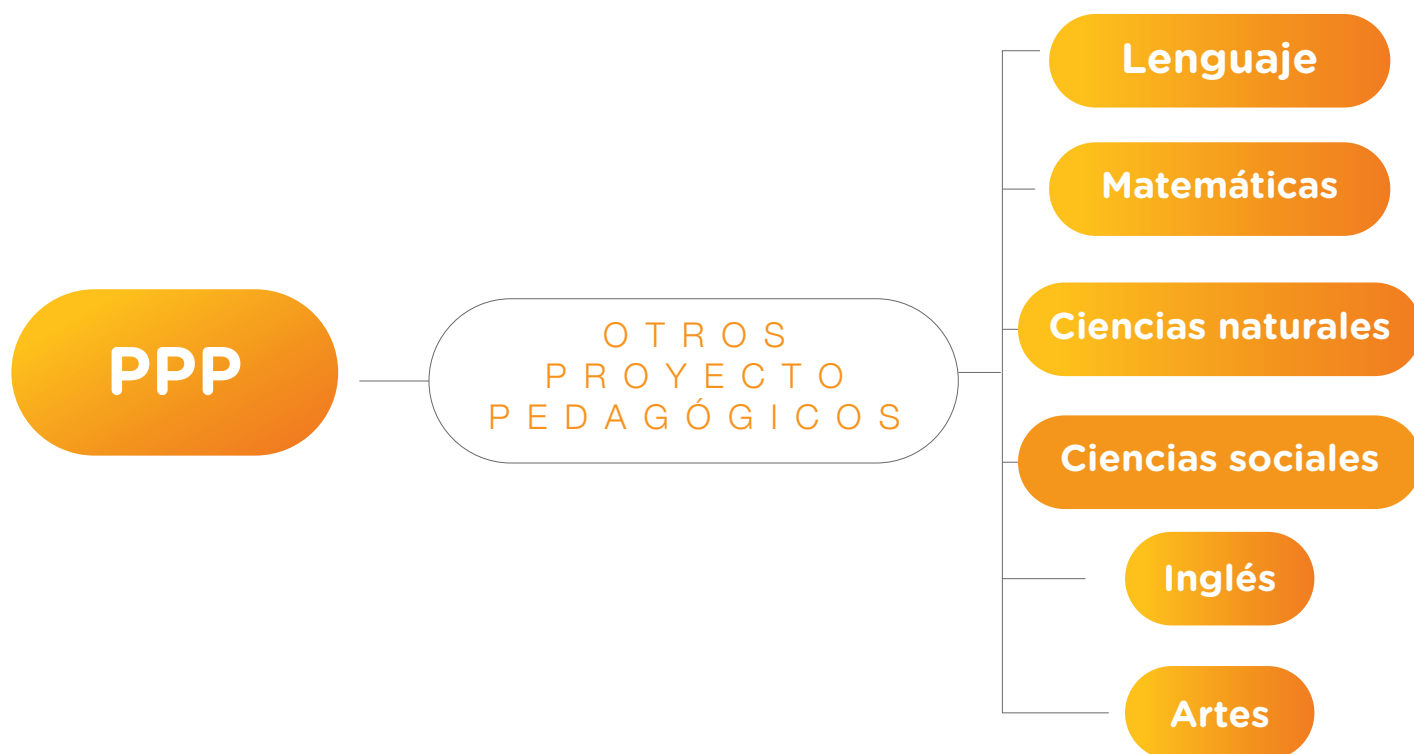 PPP
OTROS
PROYECTO
PEDAGÓGICOS
Lenguaje
Matemáticas
Ciencias naturales
Ciencias sociales
Inglés
Artes